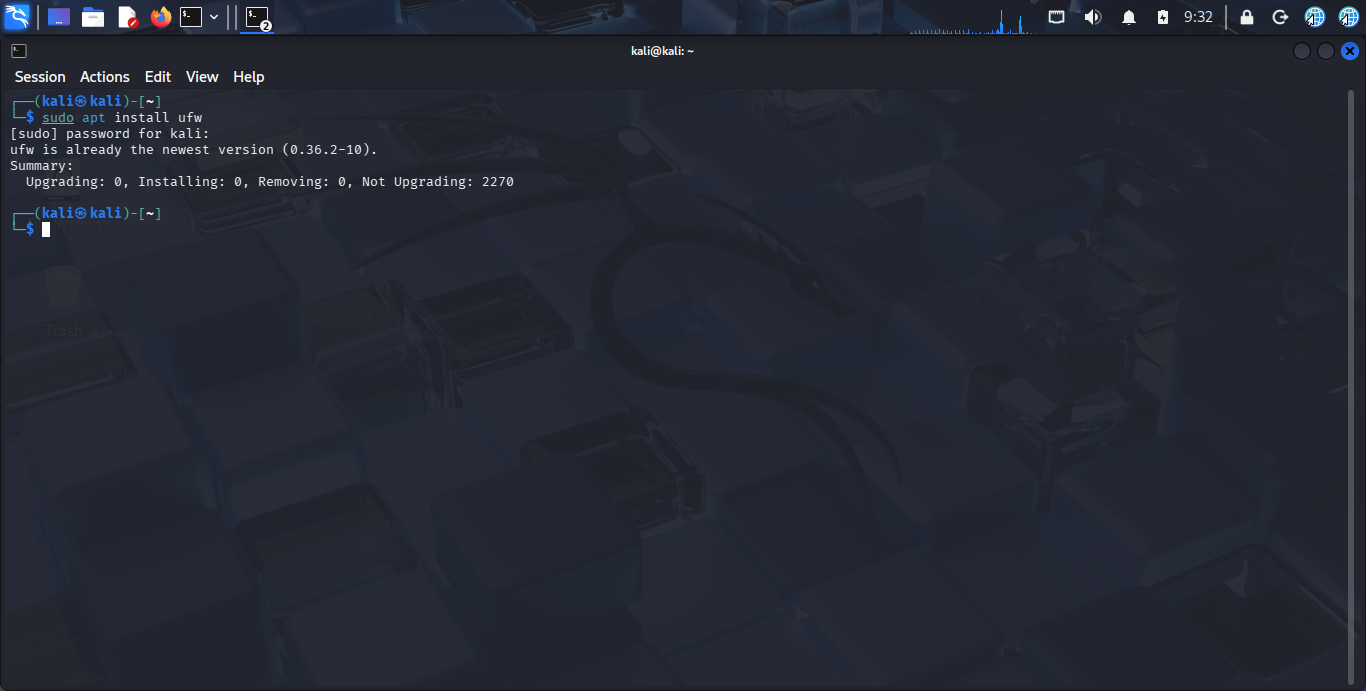 9:32
2
kali@kali: ~
Session Actions Edit View Help
┌──(kali㉿kali)-[~]
└─$ sudo apt install ufw
[sudo] password for kali:
ufw is already the newest version (0.36.2-10).
Summary:
  Upgrading: 0, Installing: 0, Removing: 0, Not Upgrading: 2270
┌──(kali㉿kali)-[~]
└─$
System
Trash